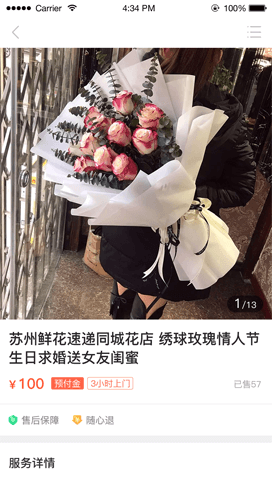 Carrier 4:34 PM 100%
1/13
苏州鲜花速递同城花店 绣球玫瑰情人节
生日求婚送女友闺蜜
¥100 预付金 3小时上门 已售57
售后保障 随心退
服务详情